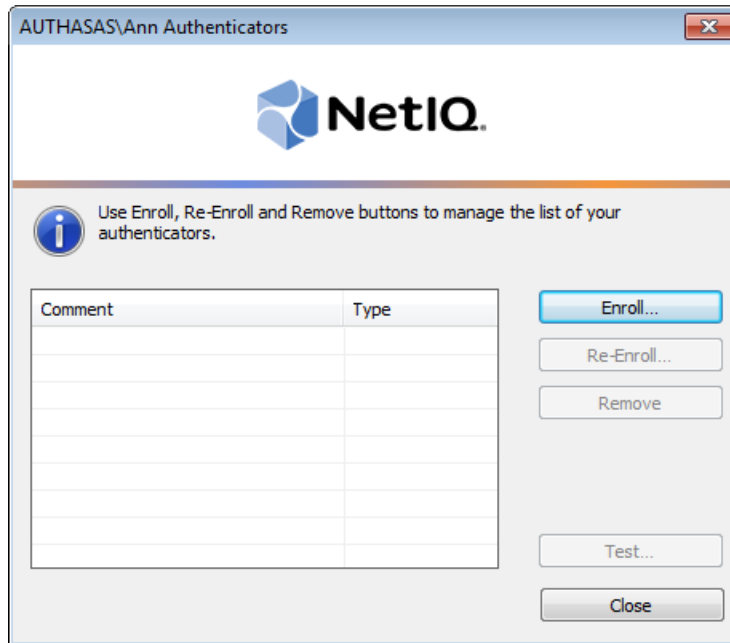 AUTHASAS\Ann Authenticators
NetIQ.
Use Enroll, Re-Enroll and Remove buttons to manage the list of your
authenticators.
Comment Type
Enroll...
Re-Enroll...
Remove
Test...
Close